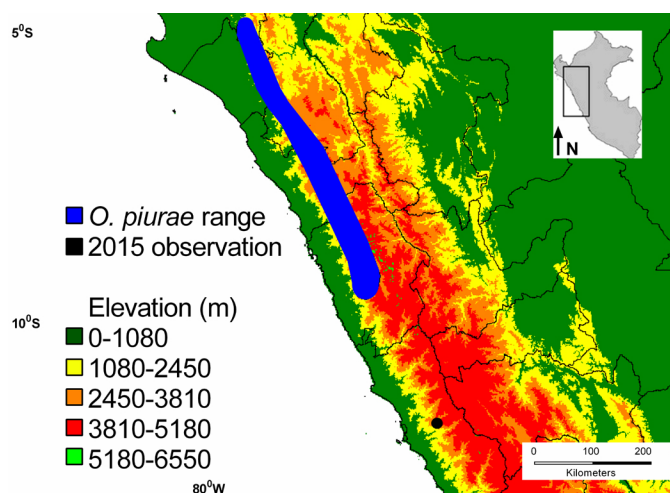 5⁰S
N
O. piurae range
2015 observation
Elevation (m)
0-1080
1080-2450
2450-3810
3810-5180
5180-6550
10⁰S
0 100 200
Kilometers
80⁰W